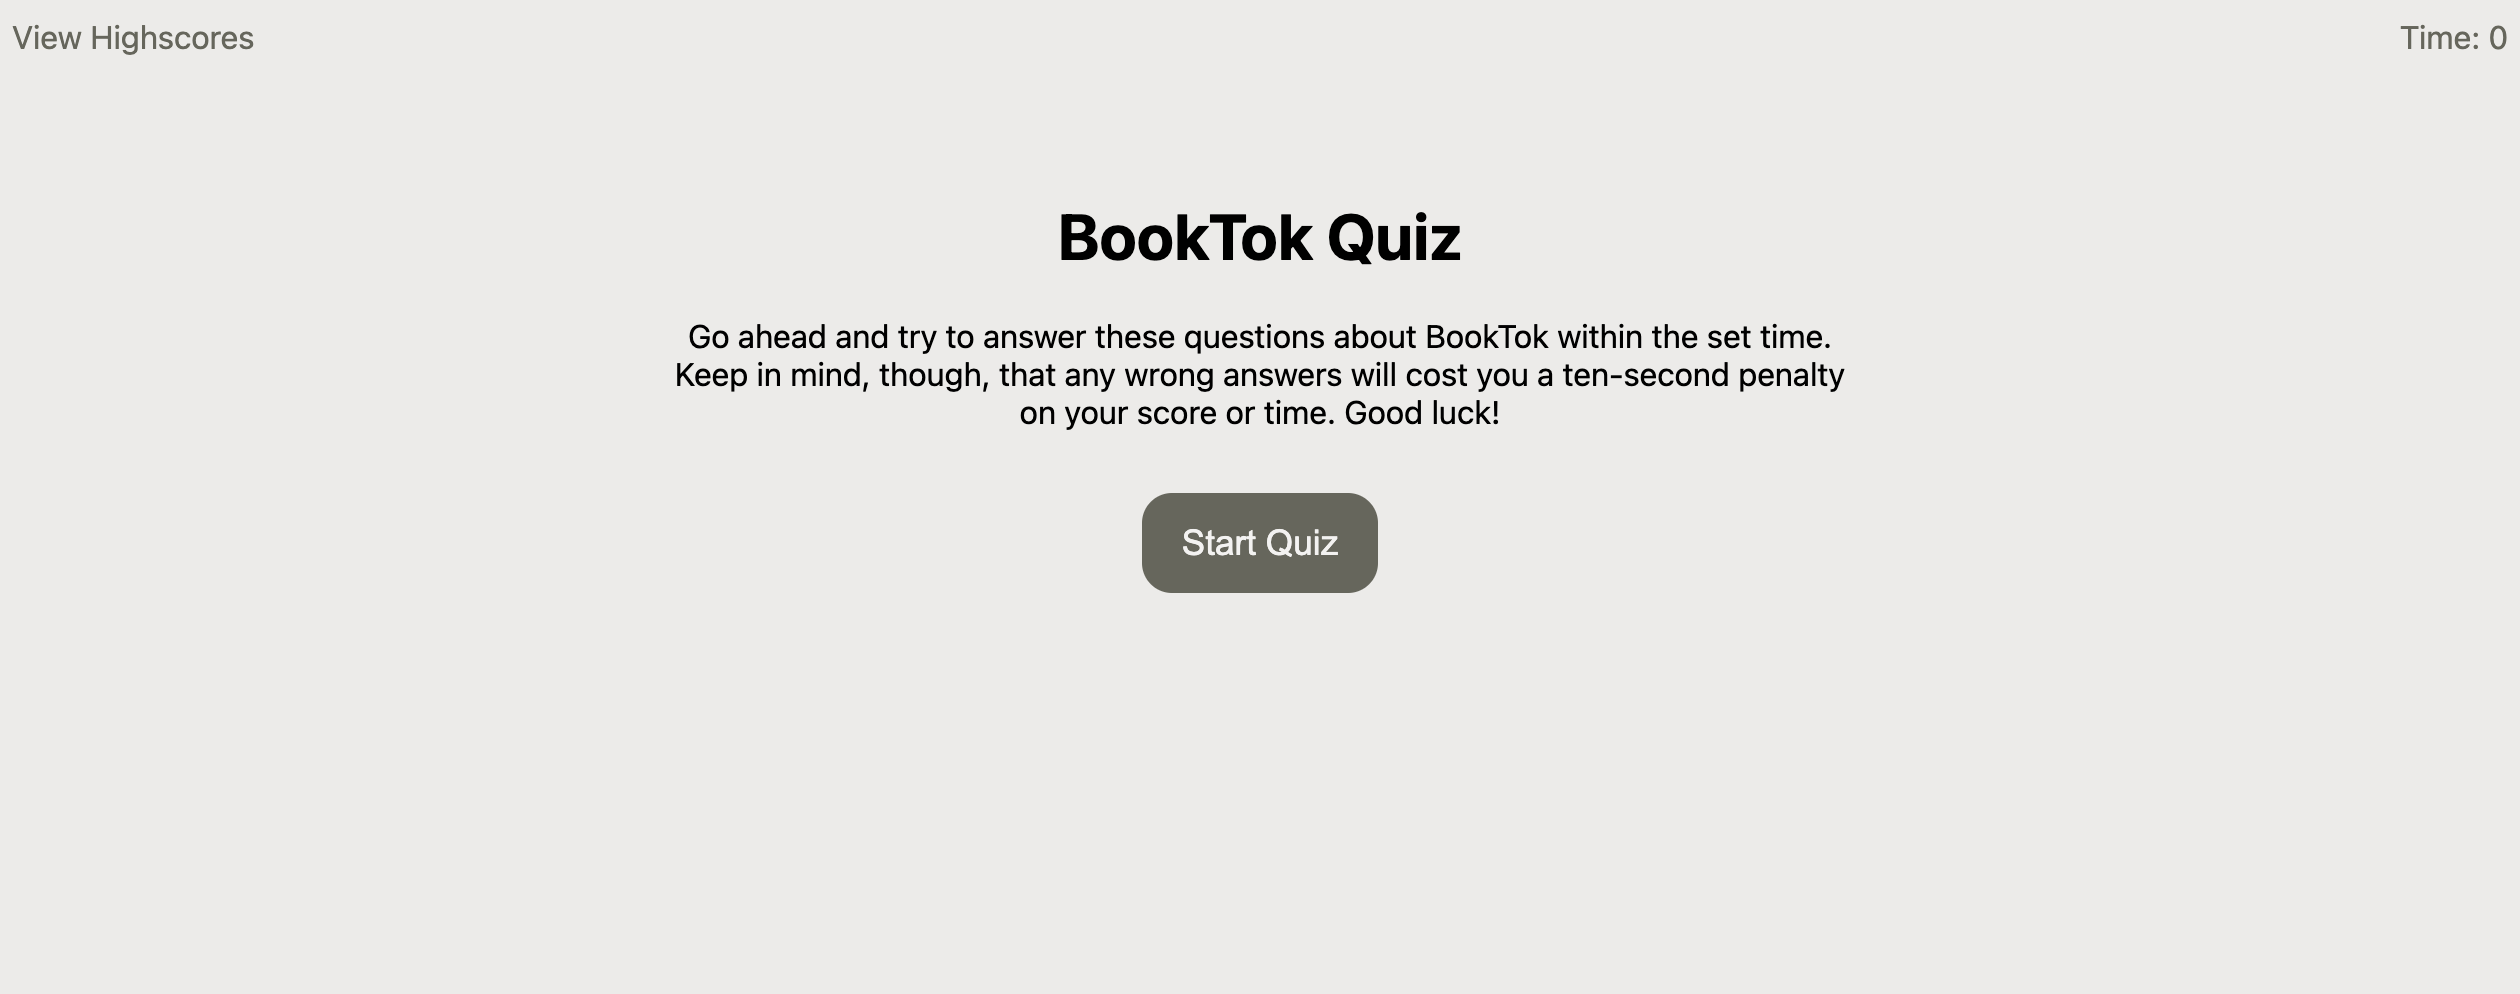 View Highscores
Time: 0
BookTok Quiz
Go ahead and try to answer these questions about BookTok within the set time.
Keep in mind, though, that any wrong answers will cost you a ten-second penalty
on your score or time. Good luck!
Start Quiz